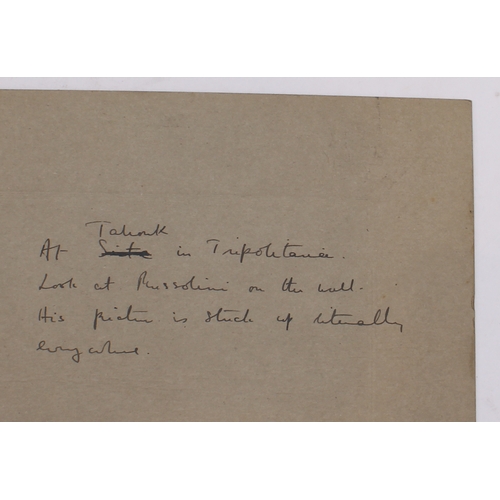 At Sirte in Tripolitania.
Look at Mussolini on the wall.
His picture is stuck up literally
everywhere.